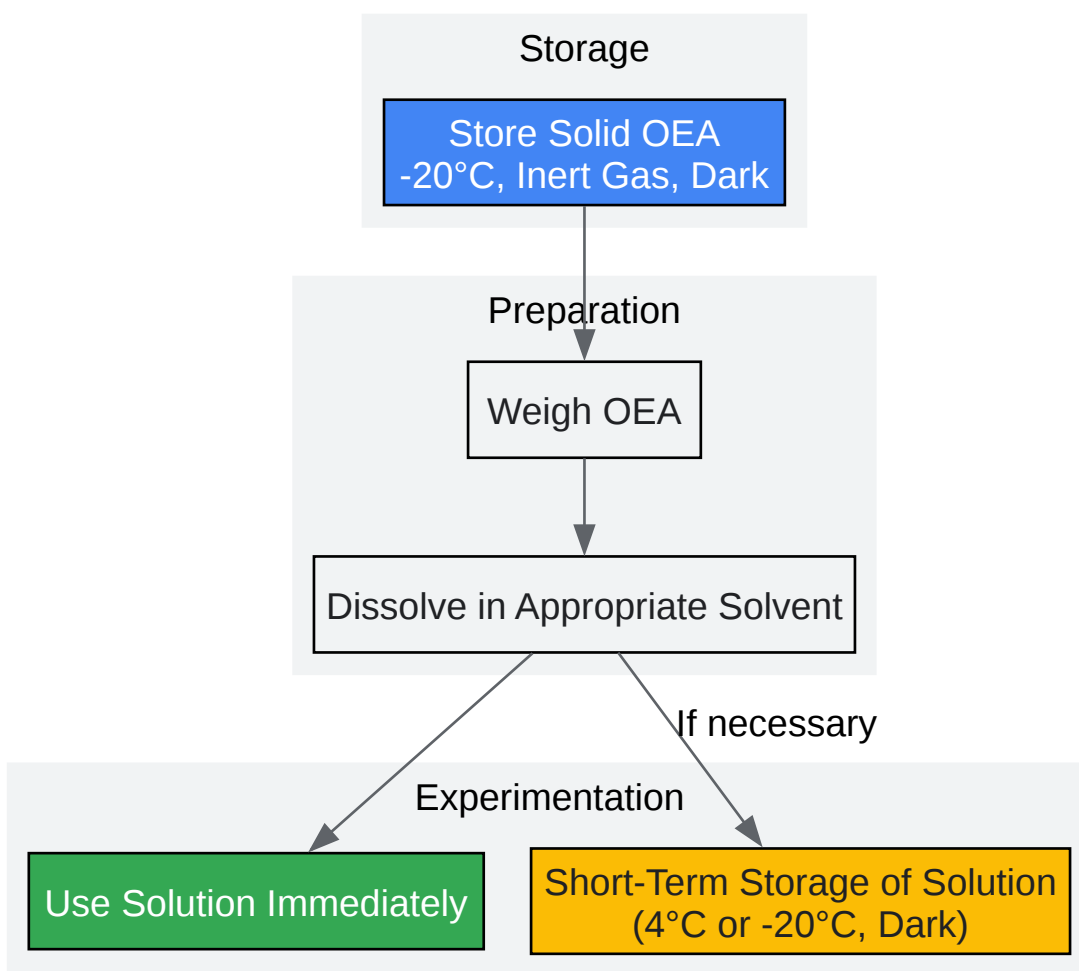 Storage
Store Solid OEA
-20°C, Inert Gas, Dark
Preparation
Weigh OEA
Dissolve in Appropriate Solvent
If necessary
Experimentation
Use Solution Immediately
Short-Term Storage of Solution
(4°C or -20°C, Dark)